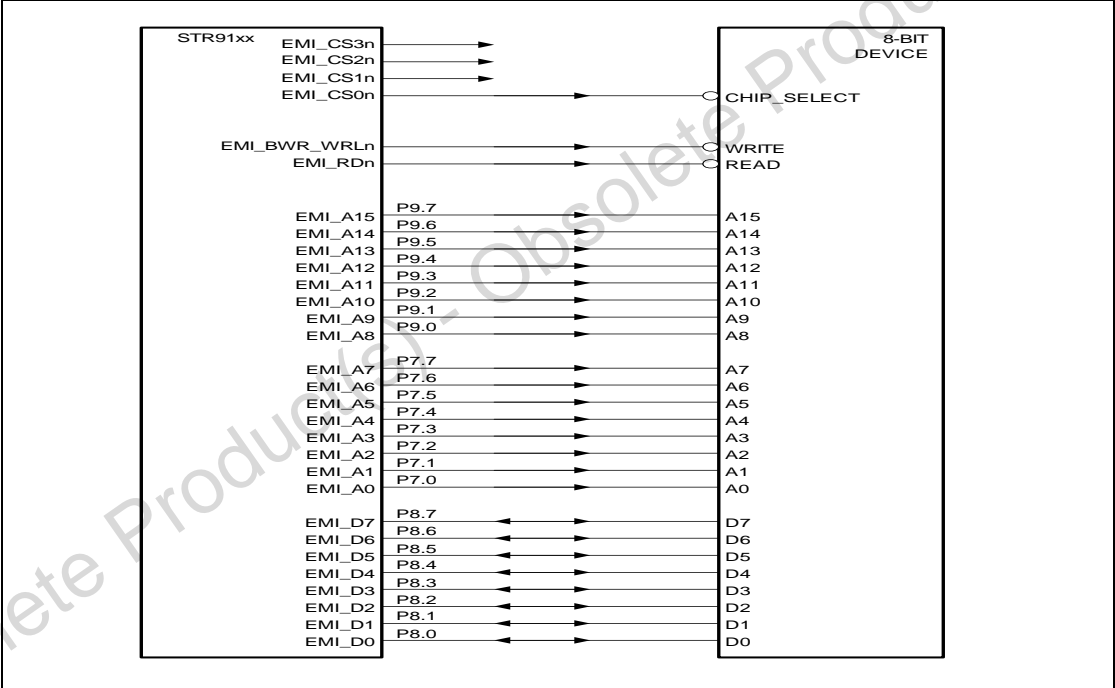 STR91xx
EMI_CS3n
EMI_CS2n
EMI_CS1n
EMI_CS0n
EMI_BWR_WRLn
EMI_RDn
EMI_A15 P9.7
EMI_A14 P9.6
EMI_A13 P9.5
EMI_A12 P9.4
EMI_A11 P9.3
EMI_A10 P9.2
EMI_A9 P9.1
EMI_A8 P9.0
EMI_A7 P7.7
EMI_A6 P7.6
EMI_A5 P7.5
EMI_A4 P7.4
EMI_A3 P7.3
EMI_A2 P7.2
EMI_A1 P7.1
EMI_A0 P7.0
EMI_D7 P8.7
EMI_D6 P8.6
EMI_D5 P8.5
EMI_D4 P8.4
EMI_D3 P8.3
EMI_D2 P8.2
EMI_D1 P8.1
EMI_D0 P8.0
8-BIT
DEVICE
CHIP_SELECT
WRITE
READ
A15
A14
A13
A12
A11
A10
A9
A8
A7
A6
A5
A4
A3
A2
A1
A0
D7
D6
D5
D4
D3
D2
D1
D0
lete Product(s) - Obsolete Produ